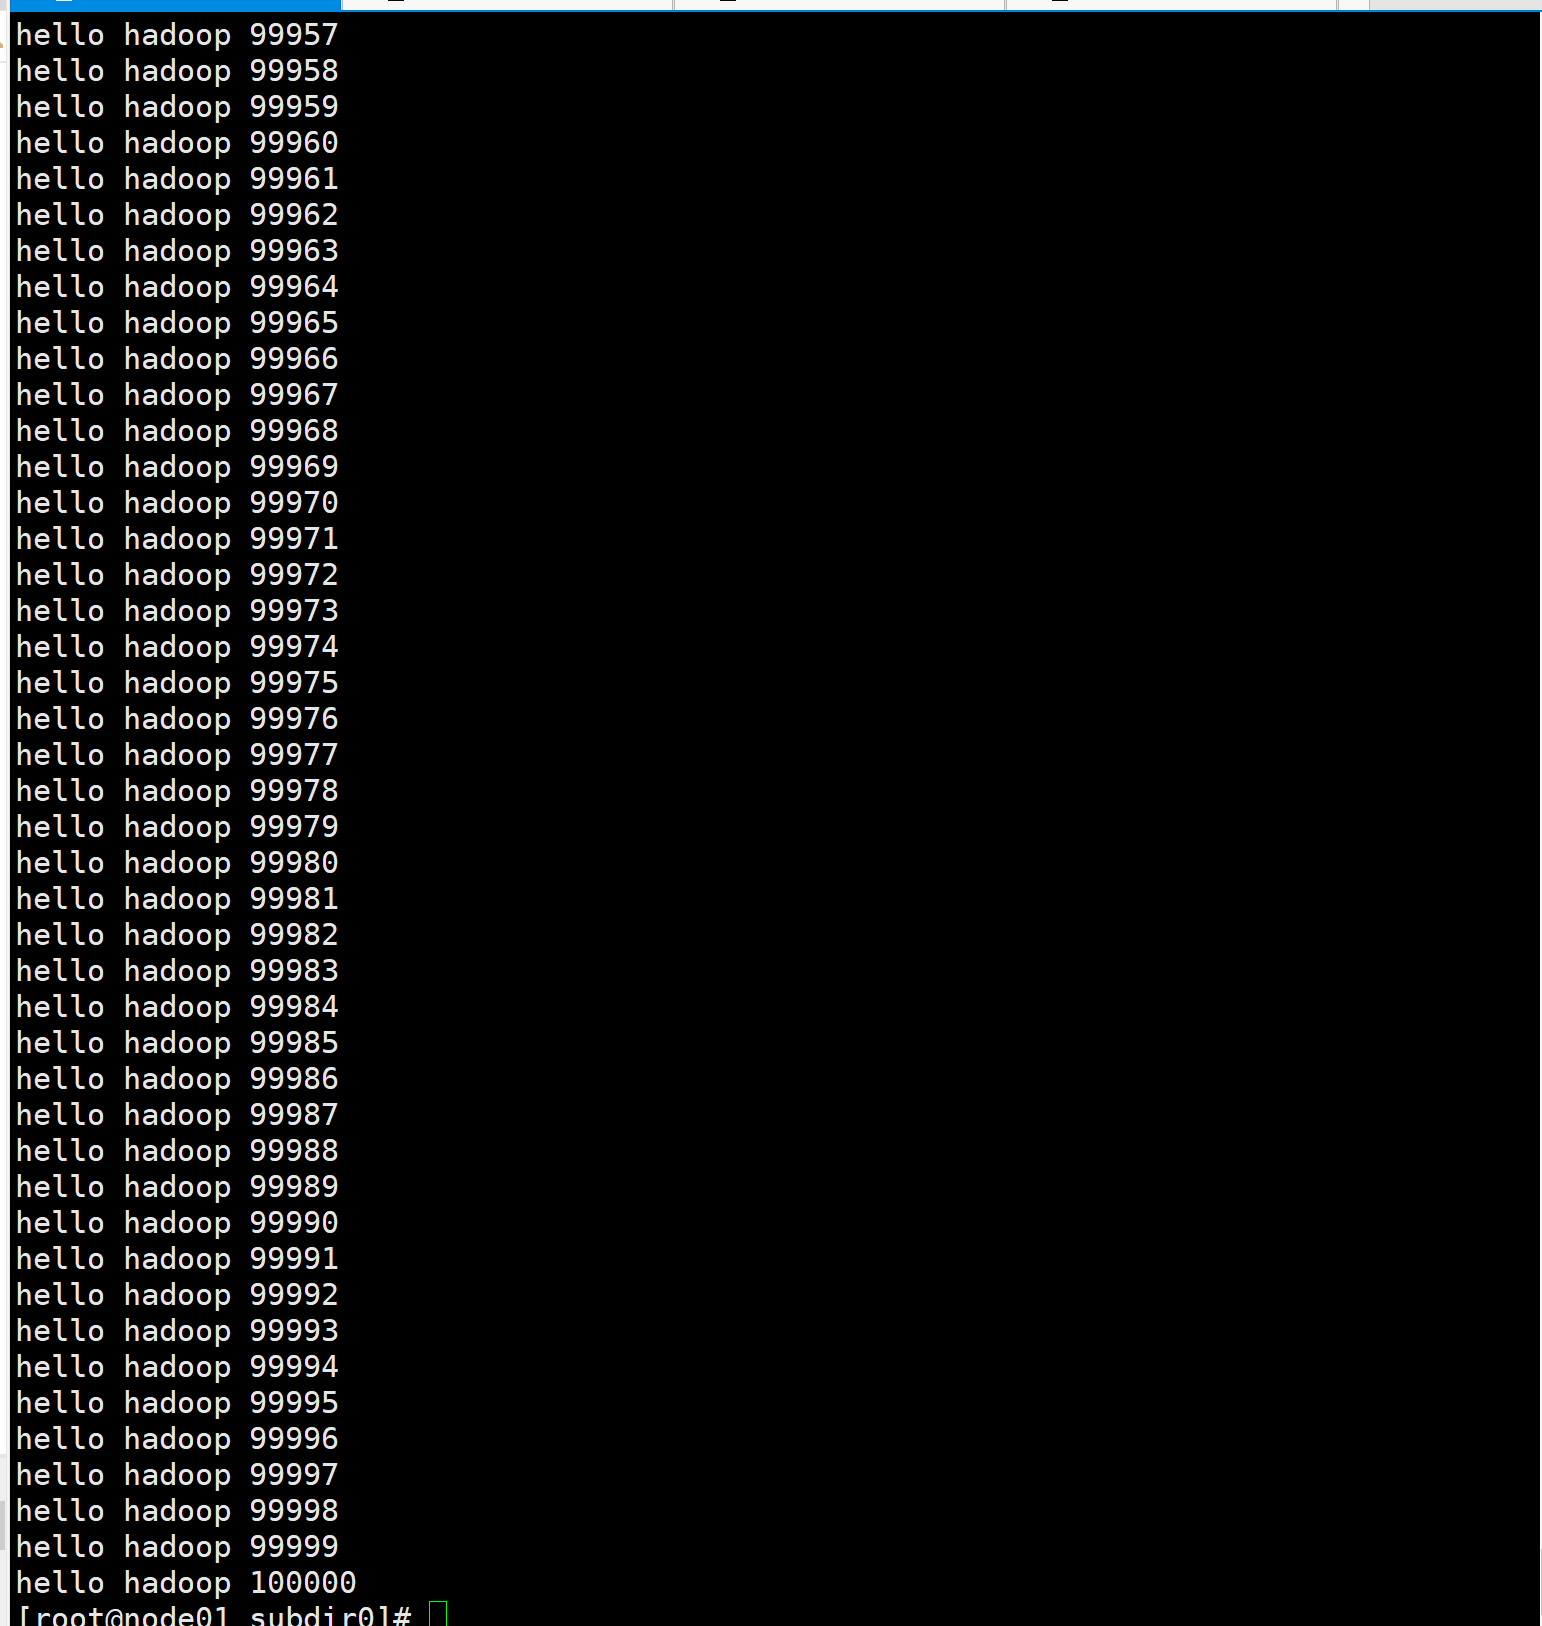 hello hadoop 99957
hello hadoop 99958
hello hadoop 99959
hello hadoop 99960
hello hadoop 99961
hello hadoop 99962
hello hadoop 99963
hello hadoop 99964
hello hadoop 99965
hello hadoop 99966
hello hadoop 99967
hello hadoop 99968
hello hadoop 99969
hello hadoop 99970
hello hadoop 99971
hello hadoop 99972
hello hadoop 99973
hello hadoop 99974
hello hadoop 99975
hello hadoop 99976
hello hadoop 99977
hello hadoop 99978
hello hadoop 99979
hello hadoop 99980
hello hadoop 99981
hello hadoop 99982
hello hadoop 99983
hello hadoop 99984
hello hadoop 99985
hello hadoop 99986
hello hadoop 99987
hello hadoop 99988
hello hadoop 99989
hello hadoop 99990
hello hadoop 99991
hello hadoop 99992
hello hadoop 99993
hello hadoop 99994
hello hadoop 99995
hello hadoop 99996
hello hadoop 99997
hello hadoop 99998
hello hadoop 99999
hello hadoop 100000
[root@node01 subdir0]#